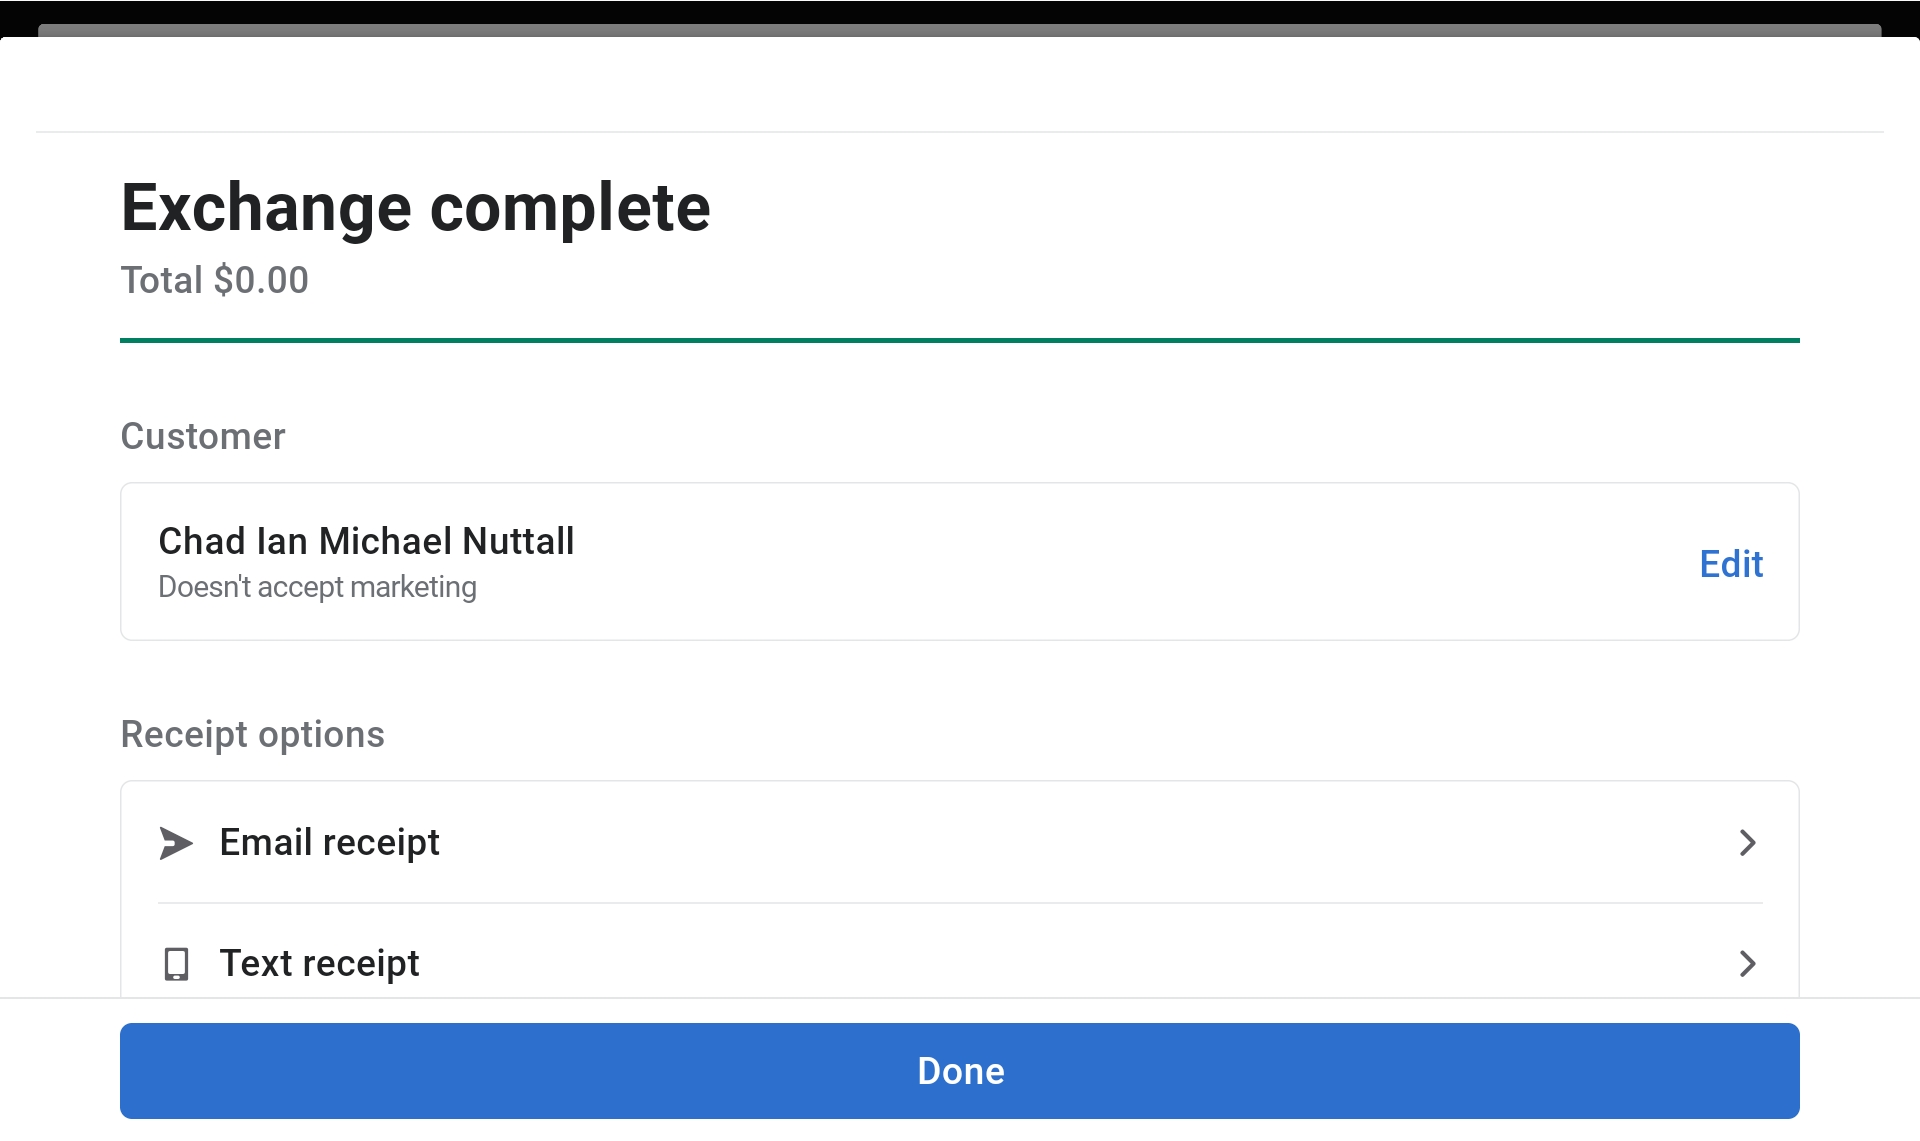 Exchange complete
Total $0.00
Customer
Chad Ian Michael Nuttall
Doesn't accept marketing
Edit
Receipt options
Email receipt
Text receipt
Done